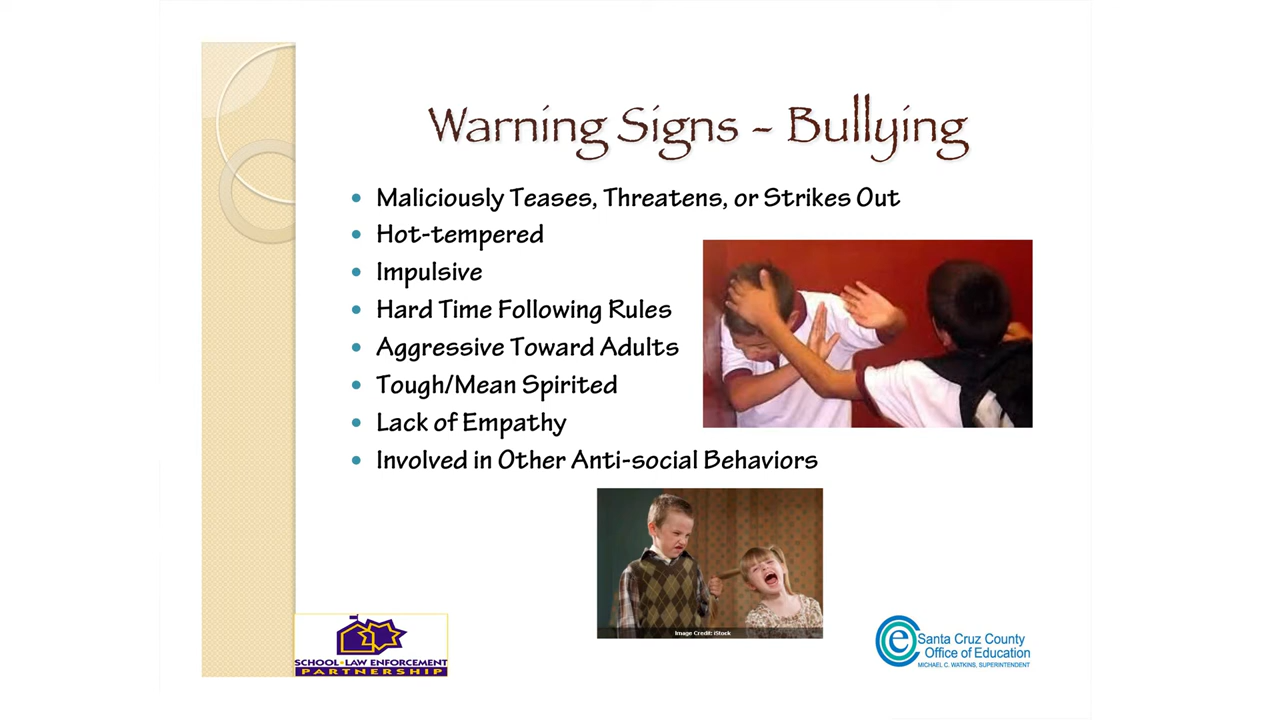 Warning Signs – Bullying
Maliciously Teases, Threatens, or Strikes Out
Hot-tempered
Impulsive
Hard Time Following Rules
Aggressive Toward Adults
Tough/Mean Spirited
Lack of Empathy
Involved in Other Anti-social Behaviors
Image Credit: iStock
SCHOOL LAW ENFORCEMENT
PARTNERSHIP
e Santa Cruz County
Office of Education
MICHAEL C. WATKINS, SUPERINTENDENT